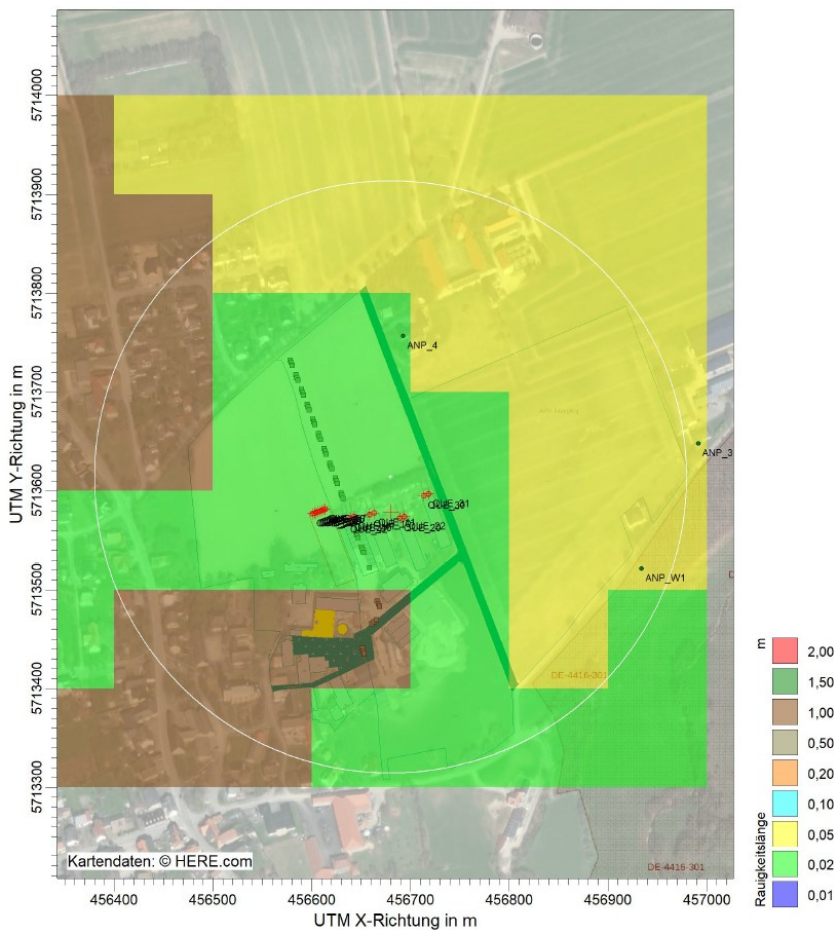 5714000
5713900
5713800
5713700
5713600
5713500
5713400
5713300
UTM Y-Richtung in m
ANP_4
ANP_3
ANP_W1
DE-4416-301
DE-4416-301
Kartendaten: © HERE.com
456400
456500
456600
456700
456800
456900
457000
UTM X-Richtung in m
m
2,00
1,50
1,00
0,50
0,20
0,10
0,05
0,02
0,01
Rauigkeitslänge